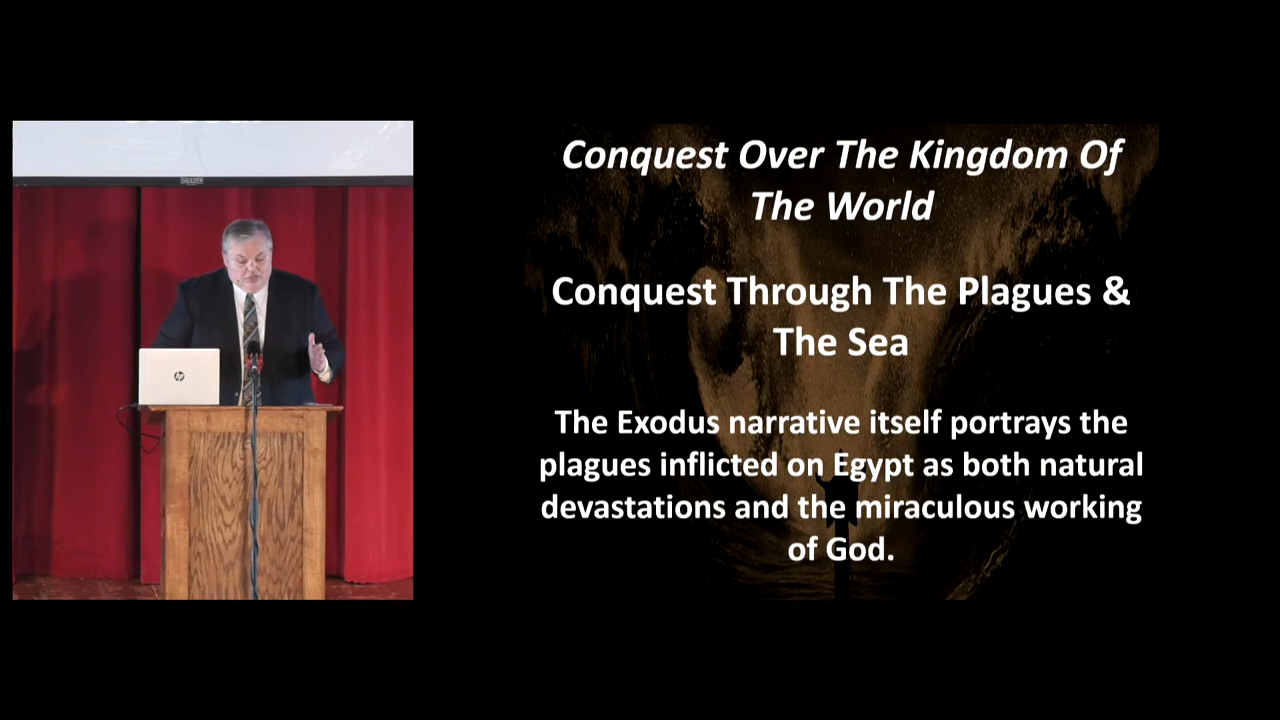 Conquest Over The Kingdom Of
The World
Conquest Through The Plagues &
The Sea
The Exodus narrative itself portrays the
plagues inflicted on Egypt as both natural
devastations and the miraculous working
of God.
hp